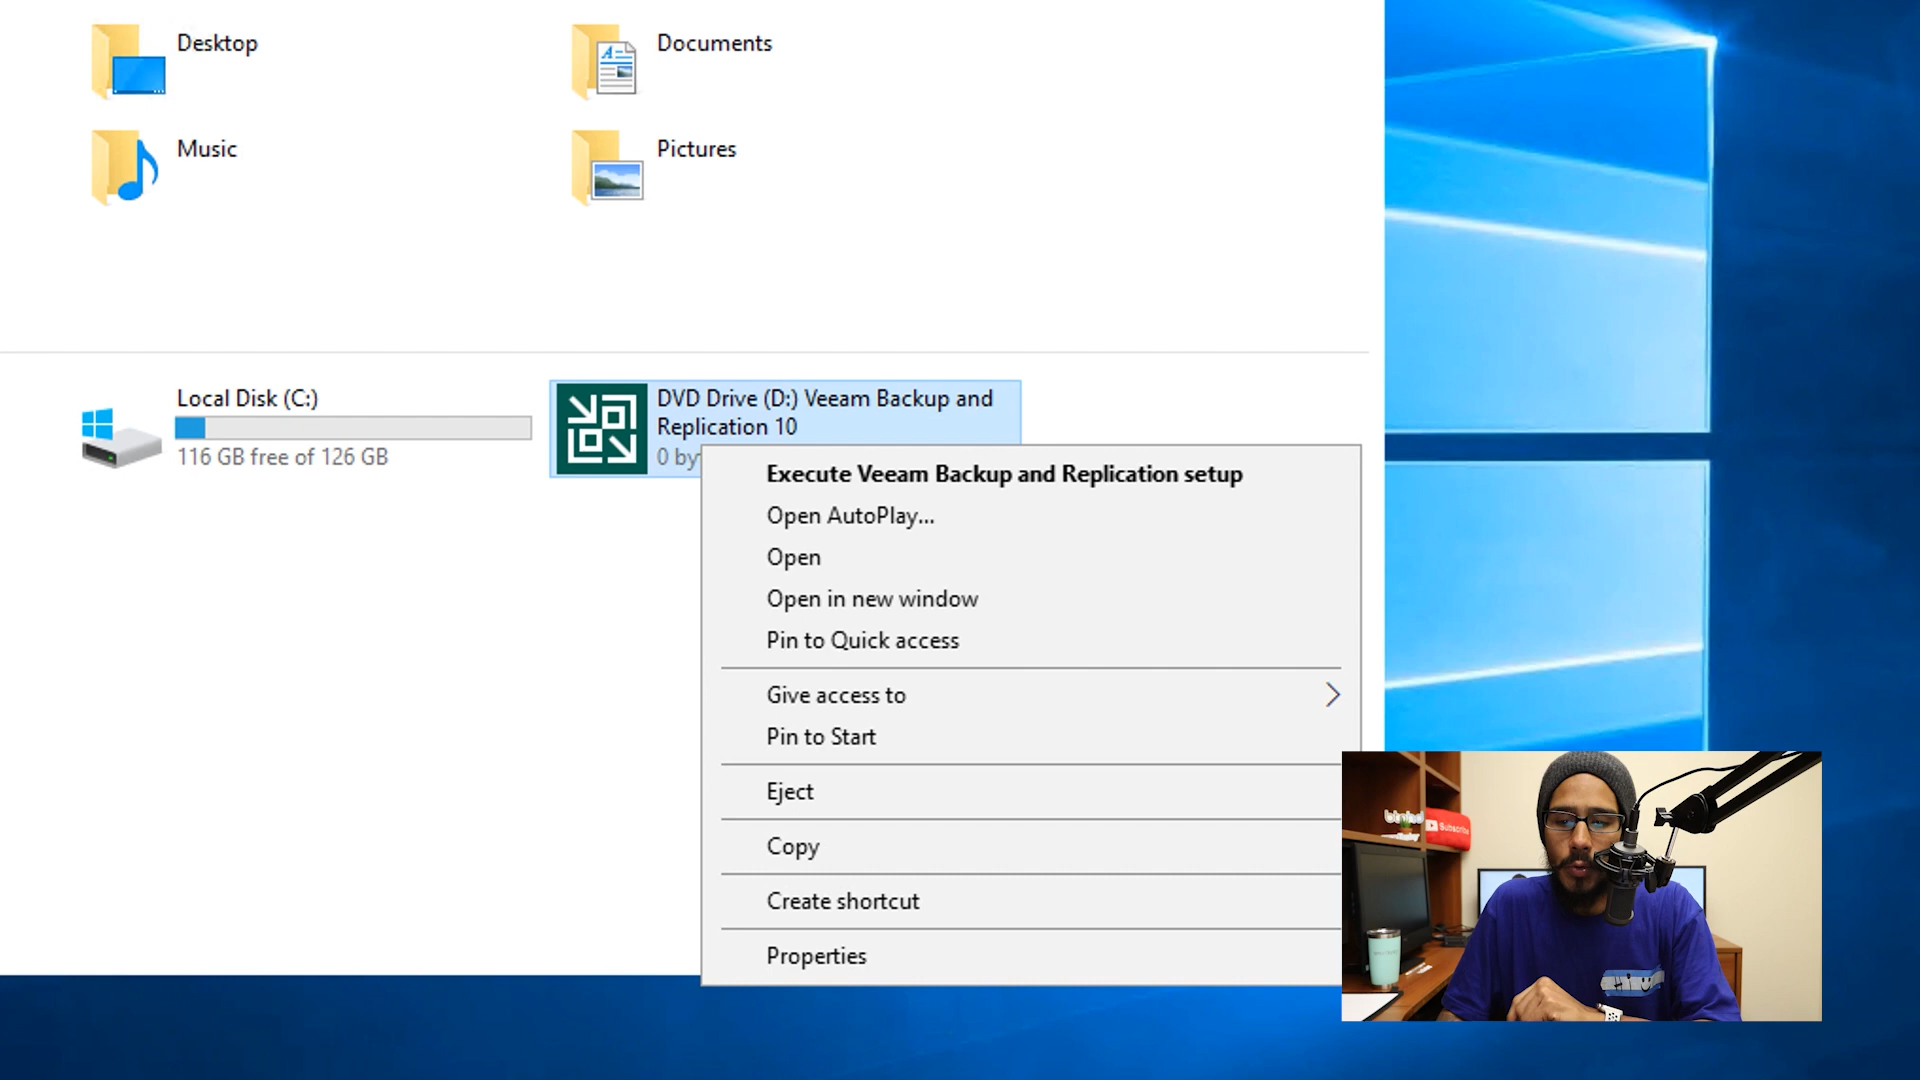 Desktop
Documents
Music
Pictures
Local Disk (C:)
116 GB free of 126 GB
DVD Drive (D:) Veeam Backup and
Replication 10
0 by
Execute Veeam Backup and Replication setup
Open AutoPlay...
Open
Open in new window
Pin to Quick access
Give access to
Pin to Start
Eject
Copy
Create shortcut
Properties
btnhd
Subscribe